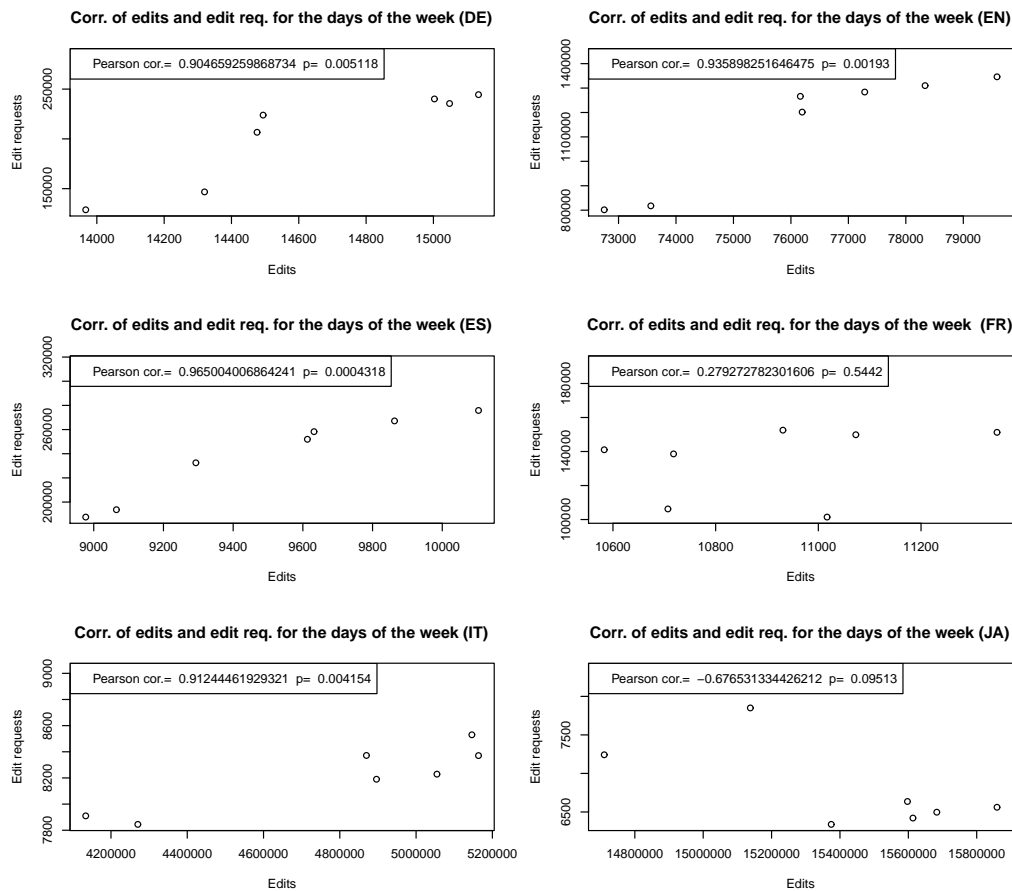 Corr. of edits and edit req. for the days of the week (DE)
Pearson cor.= 0.904659259868734 p= 0.005118
Edit requests
150000 250000
14000 14200 14400 14600 14800 15000
Edits
Corr. of edits and edit req. for the days of the week (EN)
Pearson cor.= 0.935898251646475 p= 0.00193
Edit requests
800000 1100000 1400000
73000 74000 75000 76000 77000 78000 79000
Edits
Corr. of edits and edit req. for the days of the week (ES)
Pearson cor.= 0.965004006864241 p= 0.0004318
Edit requests
200000 260000 320000
9000 9200 9400 9600 9800 10000
Edits
Corr. of edits and edit req. for the days of the week (FR)
Pearson cor.= 0.279272782301606 p= 0.5442
Edit requests
100000 140000 180000
10600 10800 11000 11200
Edits
Corr. of edits and edit req. for the days of the week (IT)
Pearson cor.= 0.91244461929321 p= 0.004154
Edit requests
7800 8200 8600 9000
4200000 4400000 4600000 4800000 5000000 5200000
Edits
Corr. of edits and edit req. for the days of the week (JA)
Pearson cor.= −0.676531334426212 p= 0.09513
Edit requests
6500 7500
14800000 15000000 15200000 15400000 15600000 15800000
Edits